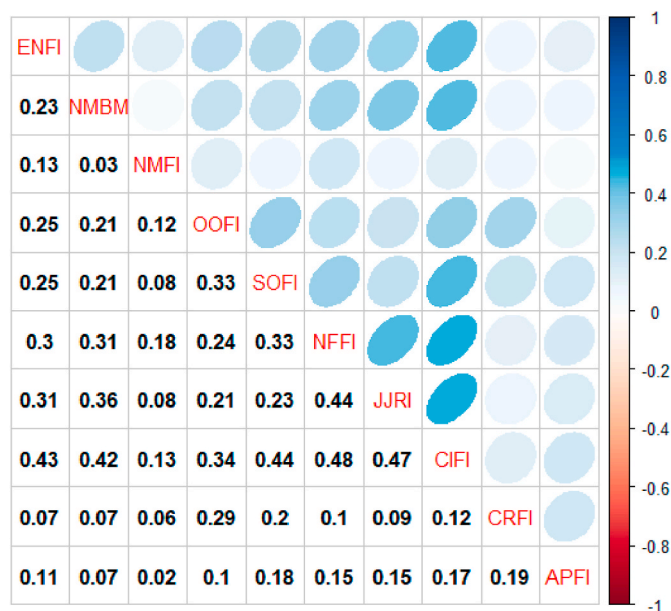 ENFI
0.23 NMBM
0.13 0.03 NMFI
0.25 0.21 0.12 OOFI
0.25 0.21 0.08 0.33 SOFI
0.3 0.31 0.18 0.24 0.33 NFFI
0.31 0.36 0.08 0.21 0.23 0.44 JJRI
0.43 0.42 0.13 0.34 0.44 0.48 0.47 CIFI
0.07 0.07 0.06 0.29 0.2 0.1 0.09 0.12 CRFI
0.11 0.07 0.02 0.1 0.18 0.15 0.15 0.17 0.19 APFI
1
0.8
0.6
0.4
0.2
0
-0.2
-0.4
-0.6
-0.8
-1